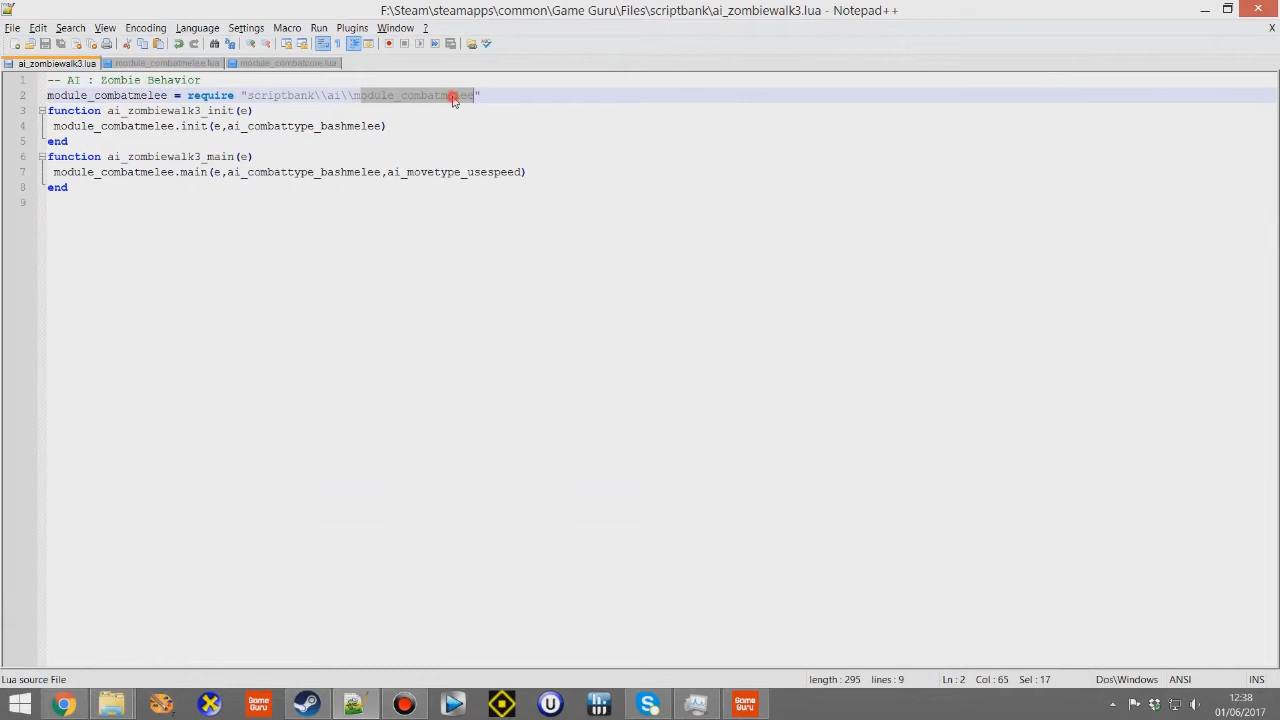 F:\Steam\steamapps\common\Game Guru\Files\scriptbank\ai_zombiewalk3.lua - Notepad++
File Edit Search View Encoding Language Settings Macro Run Plugins Window ? X
ai_zombiewalk3.lua module_combatmelee.lua module_combatcore.lua
1 -- AI : Zombie Behavior
2 module_combatmelee = require "scriptbank\\ai\\module_combatmelee"
3 function ai_zombiewalk3_init(e)
4 module_combatmelee.init(e,ai_combattype_bashmelee)
5 end
6 function ai_zombiewalk3_main(e)
7 module_combatmelee.main(e,ai_combattype_bashmelee,ai_movetype_usespeed)
8 end
9
Lua source File length : 295 lines : 9 Ln : 2 Col : 65 Sel : 17 Dos\Windows ANSI INS
Game Guru
Game Guru
12:38
01/06/2017